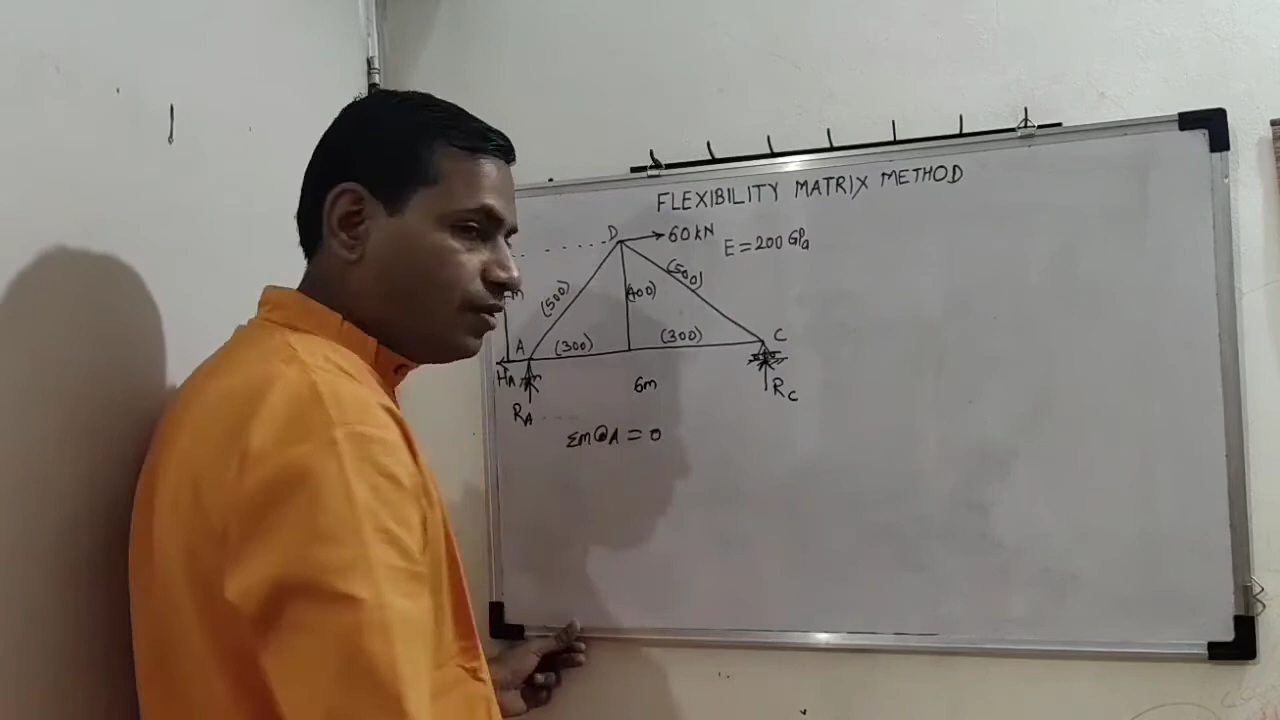 FLEXIBILITY MATRIX METHOD
D
60 kN
E = 200 GPa
(500)
(400)
(500)
m
A
(300)
(300)
C
HA
6m
RA
RC
ΣM@A = 0